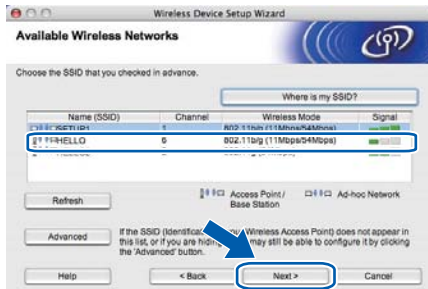 Wireless Device Setup Wizard
Available Wireless Networks
Choose the SSID that you checked in advance.
Where is my SSID?
Name (SSID) Channel Wireless Mode Signal
SETUP1 1 802.11b/g (11Mbps/54Mbps)
HELLO 6 802.11b/g (11Mbps/54Mbps)
Refresh
Access Point/
Base Station
Ad-hoc Network
Advanced
If the SSID (Identifica Wireless Access Point) does not appear in
this list, or if you are hiding may still be able to configure it by clicking
the 'Advanced' button.
Help
< Back
Next >
Cancel